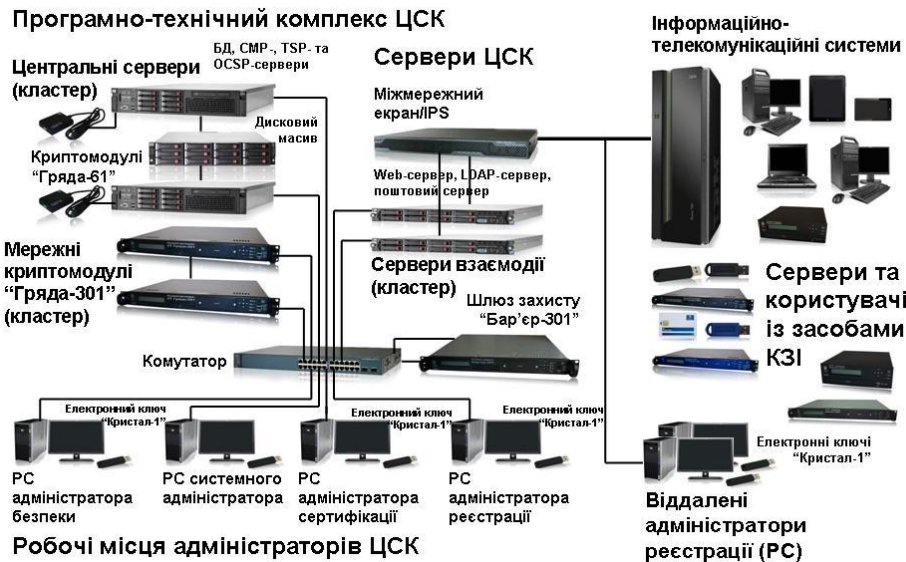 Програмно-технічний комплекс ЦСК
Центральні сервери
(кластер)
БД, CMP-, TSP- та
OCSP-сервери
Дисковий
масив
Криптомодулі
“Гряда-61”
Мережні
криптомодулі
“Гряда-301”
(кластер)
Сервери ЦСК
Міжмережний
екран/IPS
Web-сервер, LDAP-сервер,
поштовий сервер
Сервери взаємодії
(кластер)
Шлюз захисту
“Бар’єр-301”
Комутатор
Електронний ключ
“Кристал-1”
Електронний ключ
“Кристал-1”
Електронний ключ
“Кристал-1”
РС
адміністратора
безпеки
РС системного
адміністратора
РС
адміністратора
сертифікації
РС
адміністратора
реєстрації
Робочі місця адміністраторів ЦСК
Інформаційно-
телекомунікаційні системи
Сервери та
користувачі
із засобами
КЗІ
Електронні ключі
“Кристал-1”
Віддалені
адміністратори
реєстрації (РС)